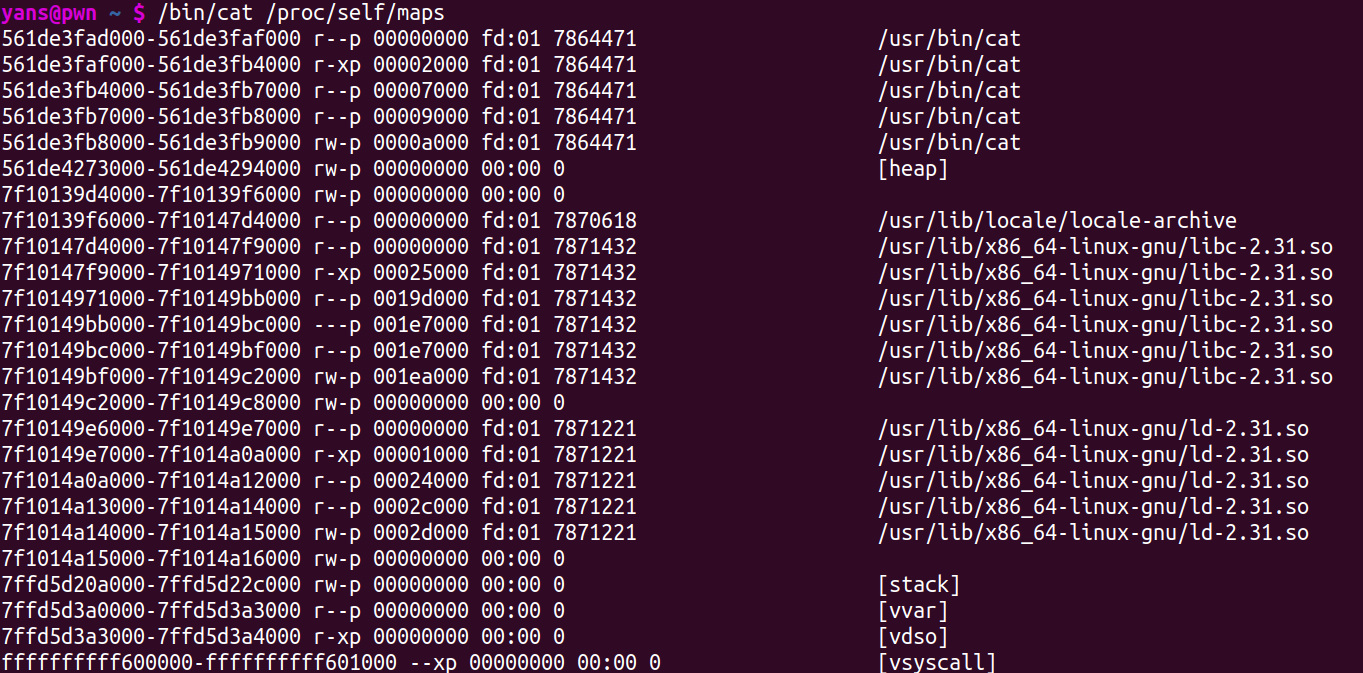 yans@pwn ~ $ /bin/cat /proc/self/maps
561de3fad000-561de3faf000 r--p 00000000 fd:01 7864471 /usr/bin/cat
561de3faf000-561de3fb4000 r-xp 00002000 fd:01 7864471 /usr/bin/cat
561de3fb4000-561de3fb7000 r--p 00007000 fd:01 7864471 /usr/bin/cat
561de3fb7000-561de3fb8000 r--p 00009000 fd:01 7864471 /usr/bin/cat
561de3fb8000-561de3fb9000 rw-p 0000a000 fd:01 7864471 /usr/bin/cat
561de4273000-561de4294000 rw-p 00000000 00:00 0 [heap]
7f10139d4000-7f10139f6000 rw-p 00000000 00:00 0
7f10139f6000-7f10147d4000 r--p 00000000 fd:01 7870618 /usr/lib/locale/locale-archive
7f10147d4000-7f10147f9000 r--p 00000000 fd:01 7871432 /usr/lib/x86_64-linux-gnu/libc-2.31.so
7f10147f9000-7f1014971000 r-xp 00025000 fd:01 7871432 /usr/lib/x86_64-linux-gnu/libc-2.31.so
7f1014971000-7f10149bb000 r--p 0019d000 fd:01 7871432 /usr/lib/x86_64-linux-gnu/libc-2.31.so
7f10149bb000-7f10149bc000 ---p 001e7000 fd:01 7871432 /usr/lib/x86_64-linux-gnu/libc-2.31.so
7f10149bc000-7f10149bf000 r--p 001e7000 fd:01 7871432 /usr/lib/x86_64-linux-gnu/libc-2.31.so
7f10149bf000-7f10149c2000 rw-p 001ea000 fd:01 7871432 /usr/lib/x86_64-linux-gnu/libc-2.31.so
7f10149c2000-7f10149c8000 rw-p 00000000 00:00 0
7f10149e6000-7f10149e7000 r--p 00000000 fd:01 7871221 /usr/lib/x86_64-linux-gnu/ld-2.31.so
7f10149e7000-7f1014a0a000 r-xp 00001000 fd:01 7871221 /usr/lib/x86_64-linux-gnu/ld-2.31.so
7f1014a0a000-7f1014a12000 r--p 00024000 fd:01 7871221 /usr/lib/x86_64-linux-gnu/ld-2.31.so
7f1014a13000-7f1014a14000 r--p 0002c000 fd:01 7871221 /usr/lib/x86_64-linux-gnu/ld-2.31.so
7f1014a14000-7f1014a15000 rw-p 0002d000 fd:01 7871221 /usr/lib/x86_64-linux-gnu/ld-2.31.so
7f1014a15000-7f1014a16000 rw-p 00000000 00:00 0
7ffd5d20a000-7ffd5d22c000 rw-p 00000000 00:00 0 [stack]
7ffd5d3a0000-7ffd5d3a3000 r--p 00000000 00:00 0 [vvar]
7ffd5d3a3000-7ffd5d3a4000 r-xp 00000000 00:00 0 [vdso]
ffffffffff600000-ffffffffff601000 --xp 00000000 00:00 0 [vsyscall]